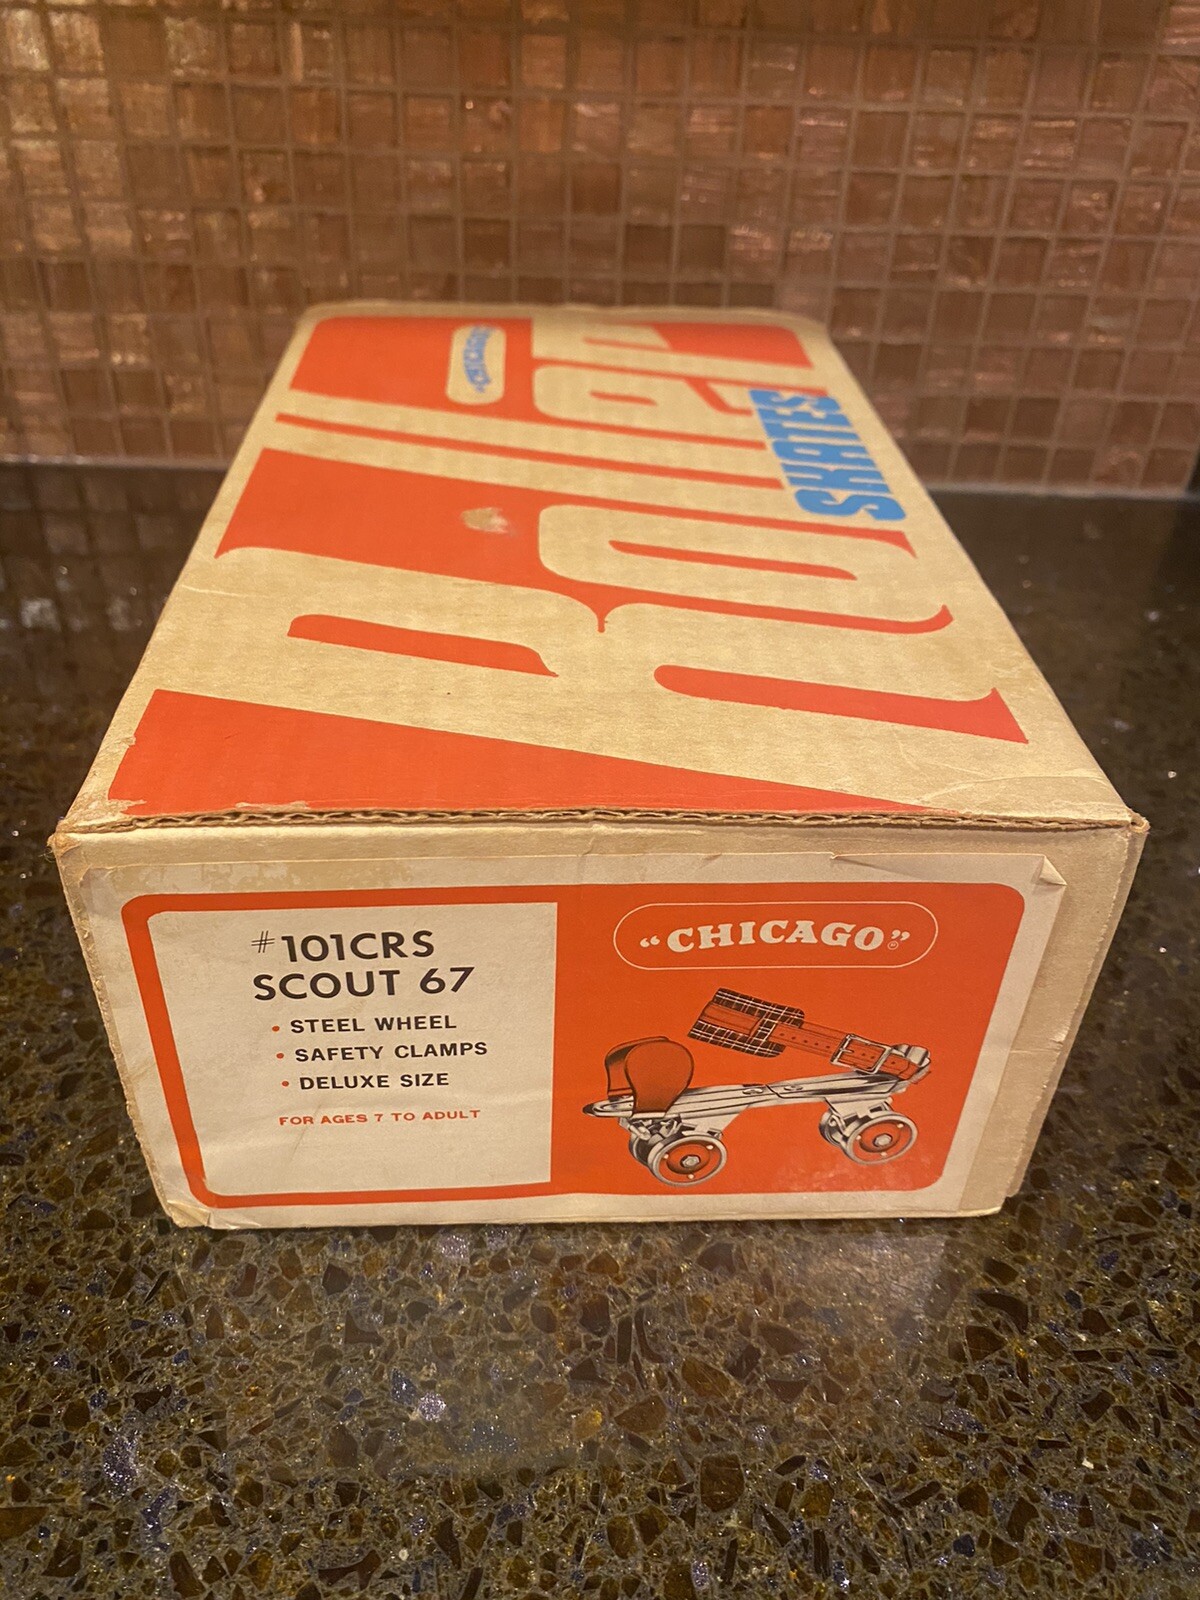 "CHICAGO"
Roller
SKATES
#101CRS
SCOUT 67
• STEEL WHEEL
• SAFETY CLAMPS
• DELUXE SIZE
FOR AGES 7 TO ADULT
"CHICAGO®"